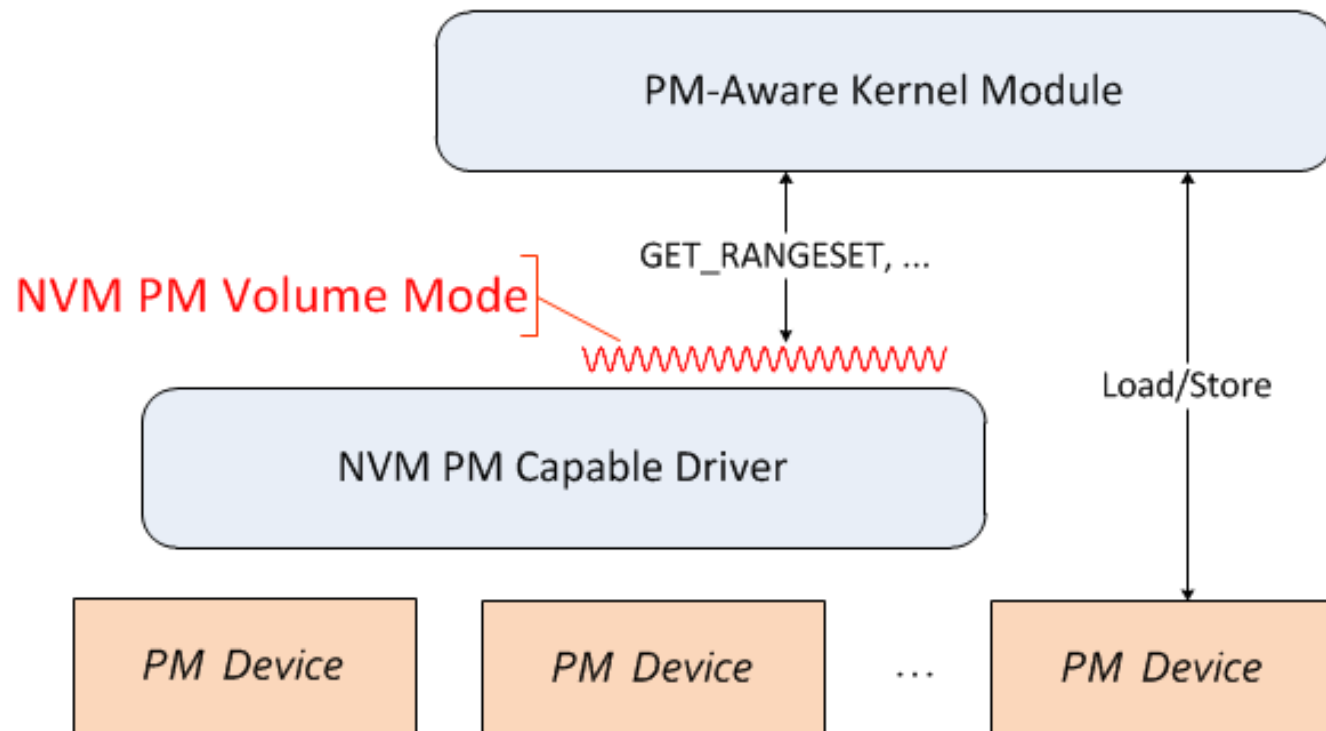 PM-Aware Kernel Module
GET_RANGESET, ...
NVM PM Volume Mode
Load/Store
NVM PM Capable Driver
PM Device
PM Device
...
PM Device